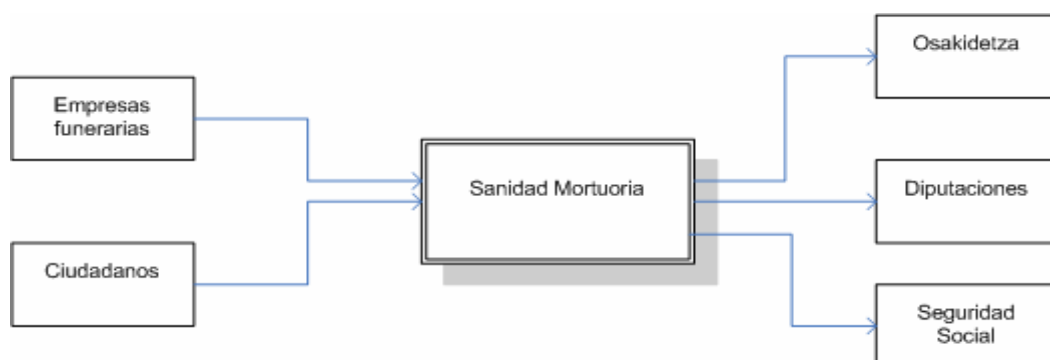 Empresas
funerarias
Ciudadanos
Sanidad Mortuoria
Osakidetza
Diputaciones
Seguridad
Social